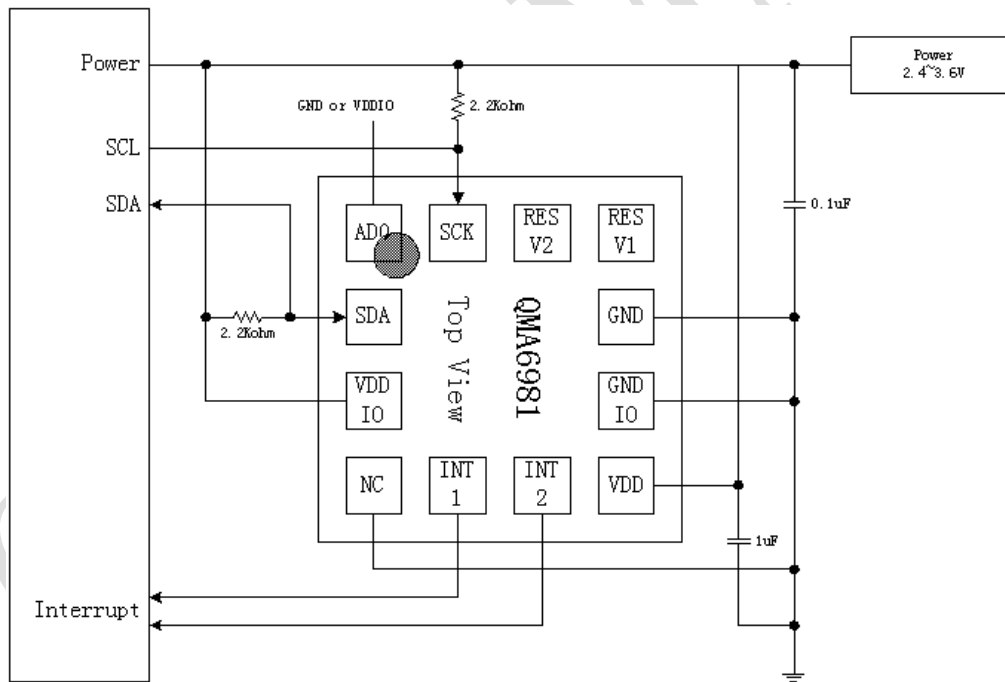 Power
Power
2.4~3.6V
GND or VDDIO
2.2Kohm
SCL
SDA
0.1uF
AD0
SCK
RES
V2
RES
V1
SDA
GND
2.2Kohm
VDD
IO
GND
IO
Top View
QMA6981
NC
INT
1
INT
2
VDD
1uF
Interrupt